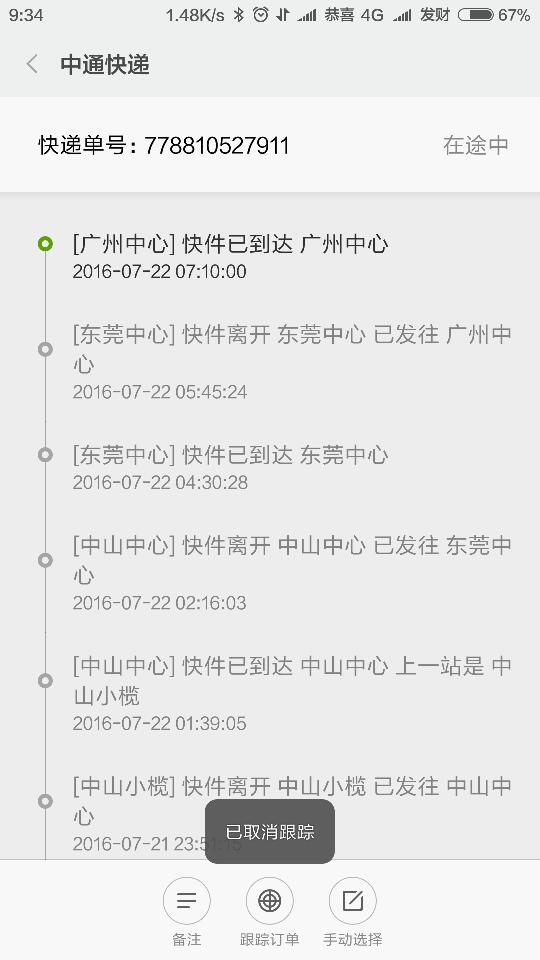 9:34 1.48K/s 恭喜 4G 发财 67%
中通快递
快递单号：778810527911 在途中
[广州中心] 快件已到达 广州中心
2016-07-22 07:10:00
[东莞中心] 快件离开 东莞中心 已发往 广州中
心
2016-07-22 05:45:24
[东莞中心] 快件已到达 东莞中心
2016-07-22 04:30:28
[中山中心] 快件离开 中山中心 已发往 东莞中
心
2016-07-22 02:16:03
[中山中心] 快件已到达 中山中心 上一站是 中
山小榄
2016-07-22 01:39:05
[中山小榄] 快件离开 中山小榄 已发往 中山中
心
已取消跟踪
2016-07-21 23:51:15
备注 跟踪订单 手动选择